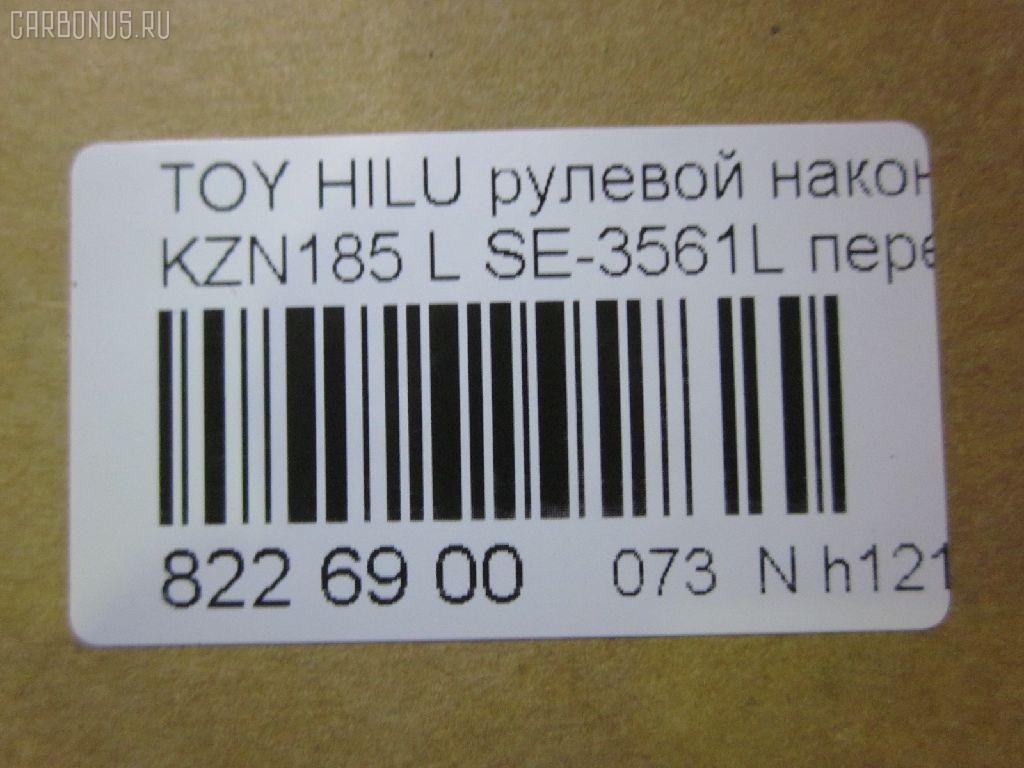 CARBONUS.RU
TOY HILU рулевой након
KZN185 L SE-3561L пере
822 69 00 073 N h121